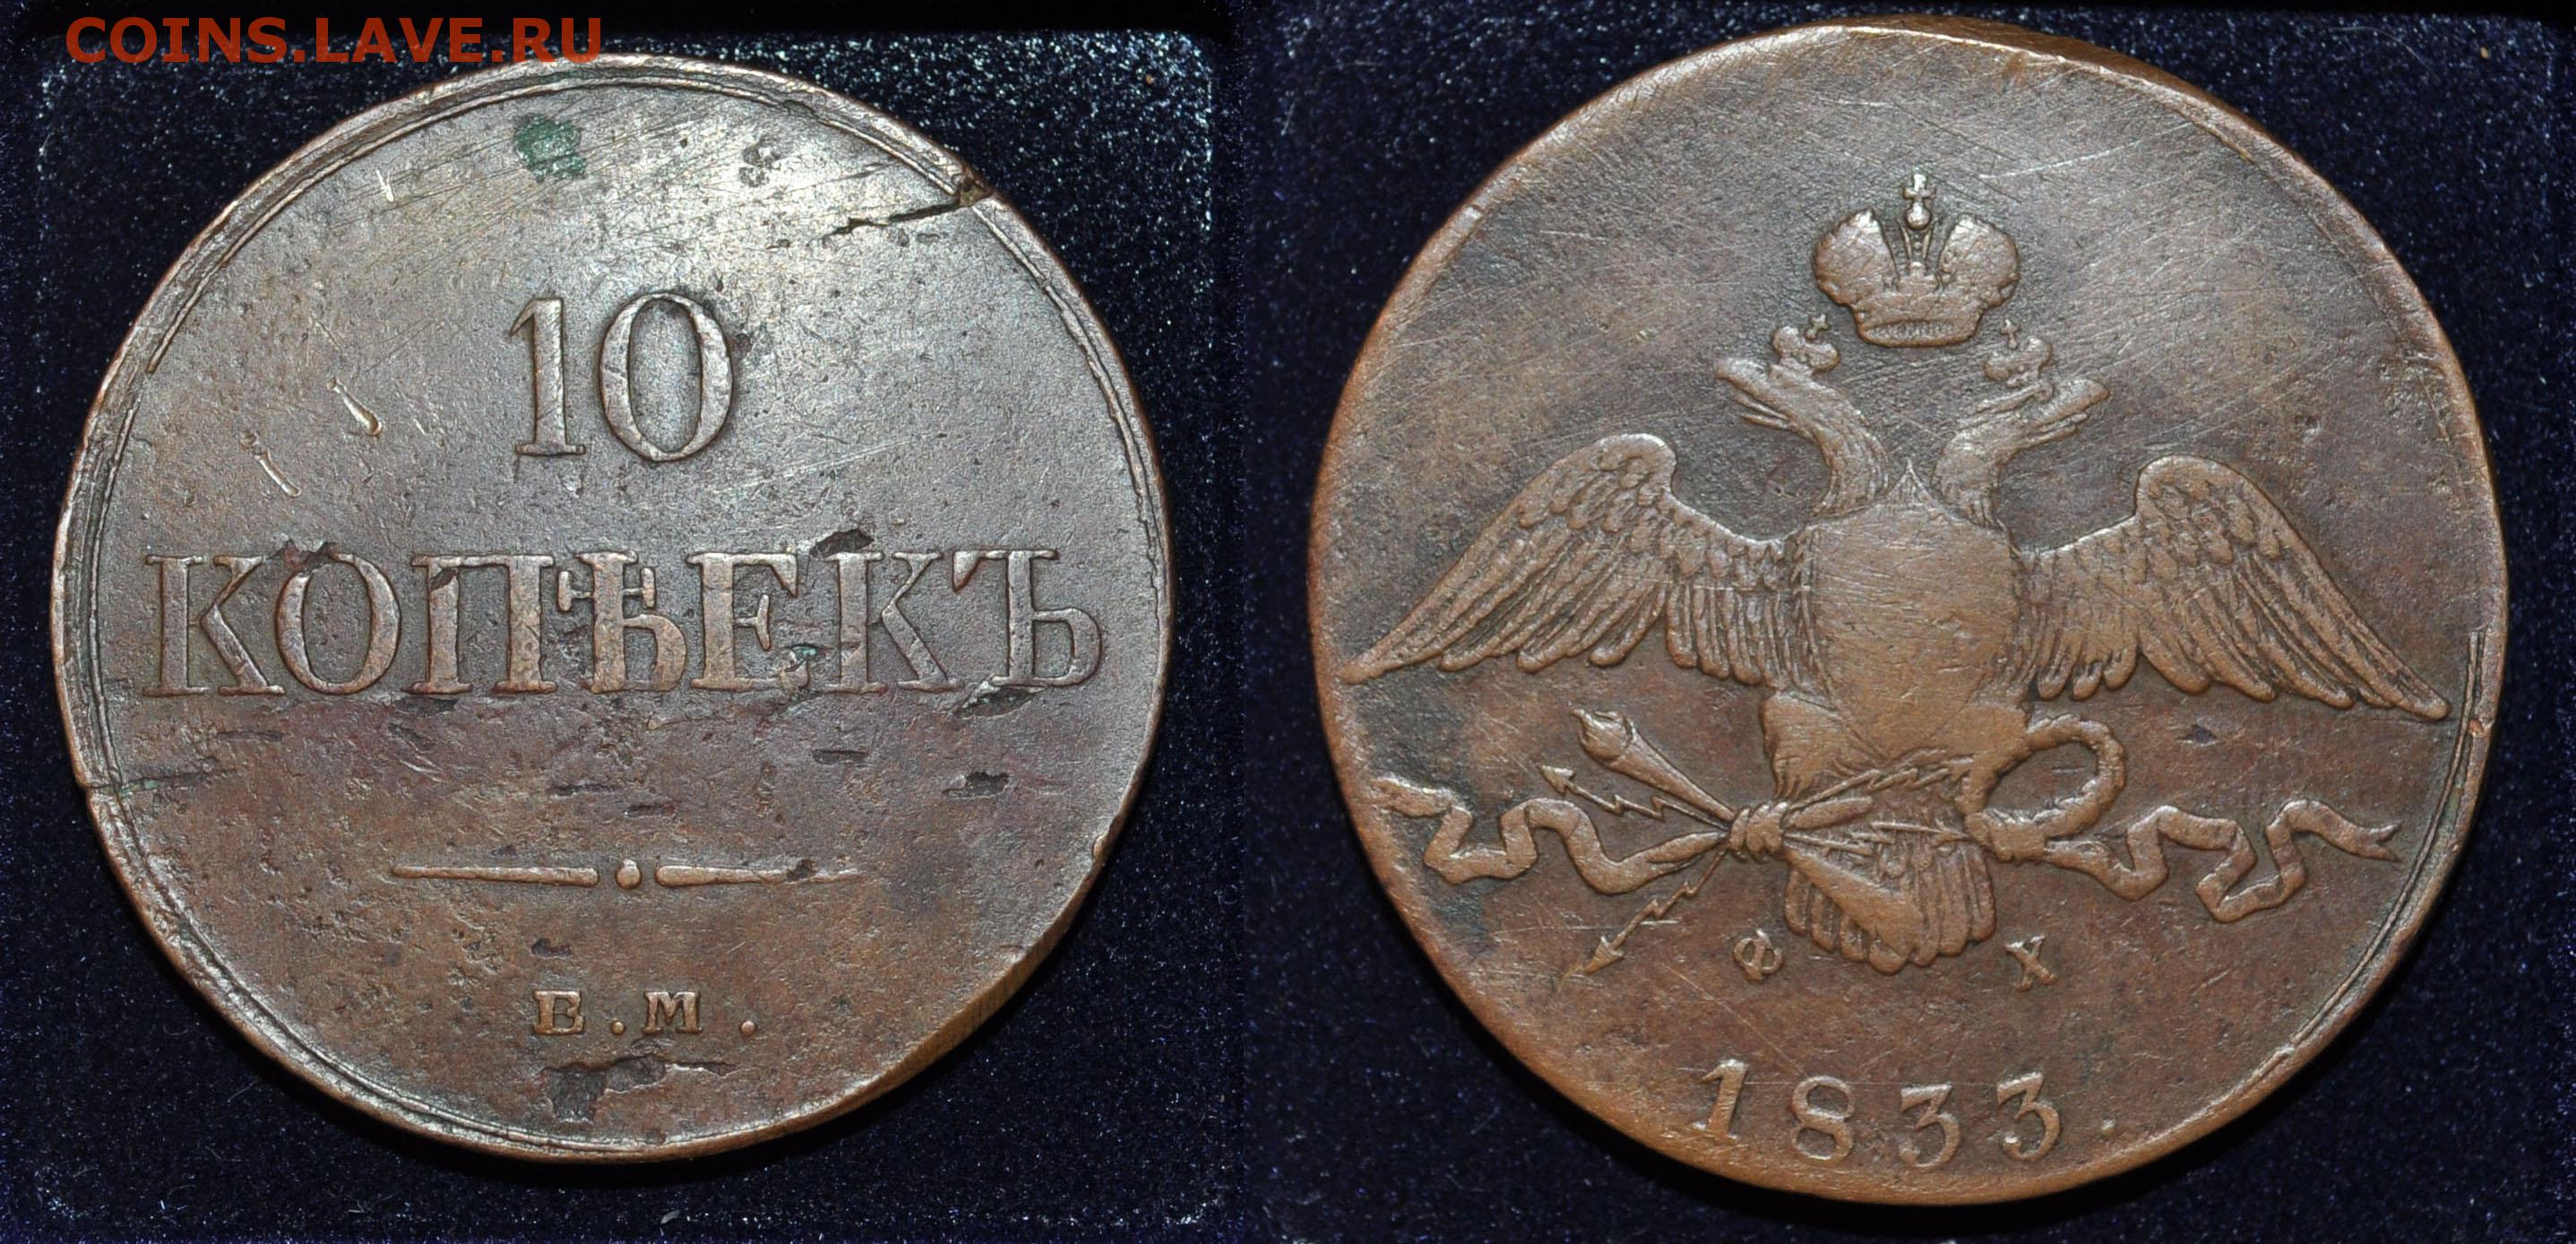 COINS.LAVE.RU
10
КОПѢЕКЪ
Е.М.
Ф Х
1833.